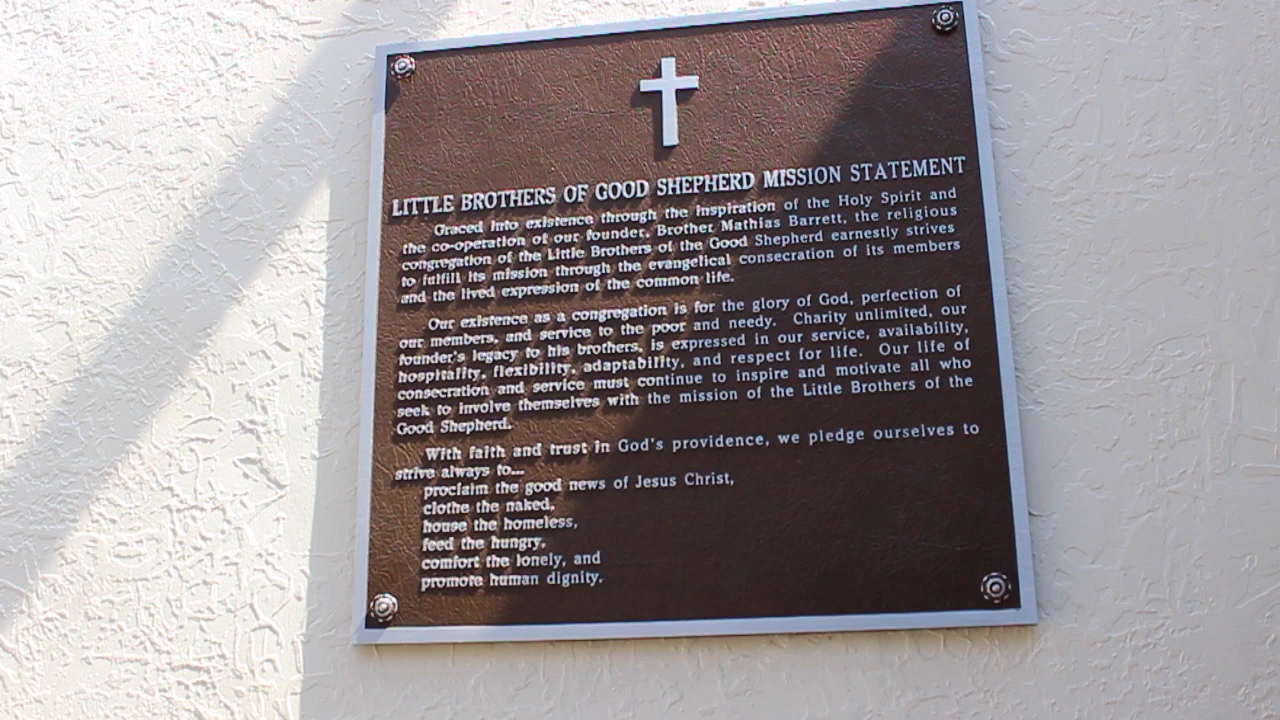 LITTLE BROTHERS OF GOOD SHEPHERD MISSION STATEMENT
Graced into existence through the inspiration of the Holy Spirit and
the co-operation of our founder, Brother Mathias Barrett, the religious
congregation of the Little Brothers of the Good Shepherd earnestly strives
to fulfill its mission through the evangelical consecration of its members
and the lived expression of the common life.
Our existence as a congregation is for the glory of God, perfection of
our members, and service to the poor and needy. Charity unlimited, our
founder's legacy to his brothers, is expressed in our service, availability,
hospitality, flexibility, adaptability, and respect for life. Our life of
consecration and service must continue to inspire and motivate all who
seek to involve themselves with the mission of the Little Brothers of the
Good Shepherd.
With faith and trust in God's providence, we pledge ourselves to
strive always to...
proclaim the good news of Jesus Christ,
clothe the naked,
house the homeless,
feed the hungry,
comfort the lonely, and
promote human dignity.